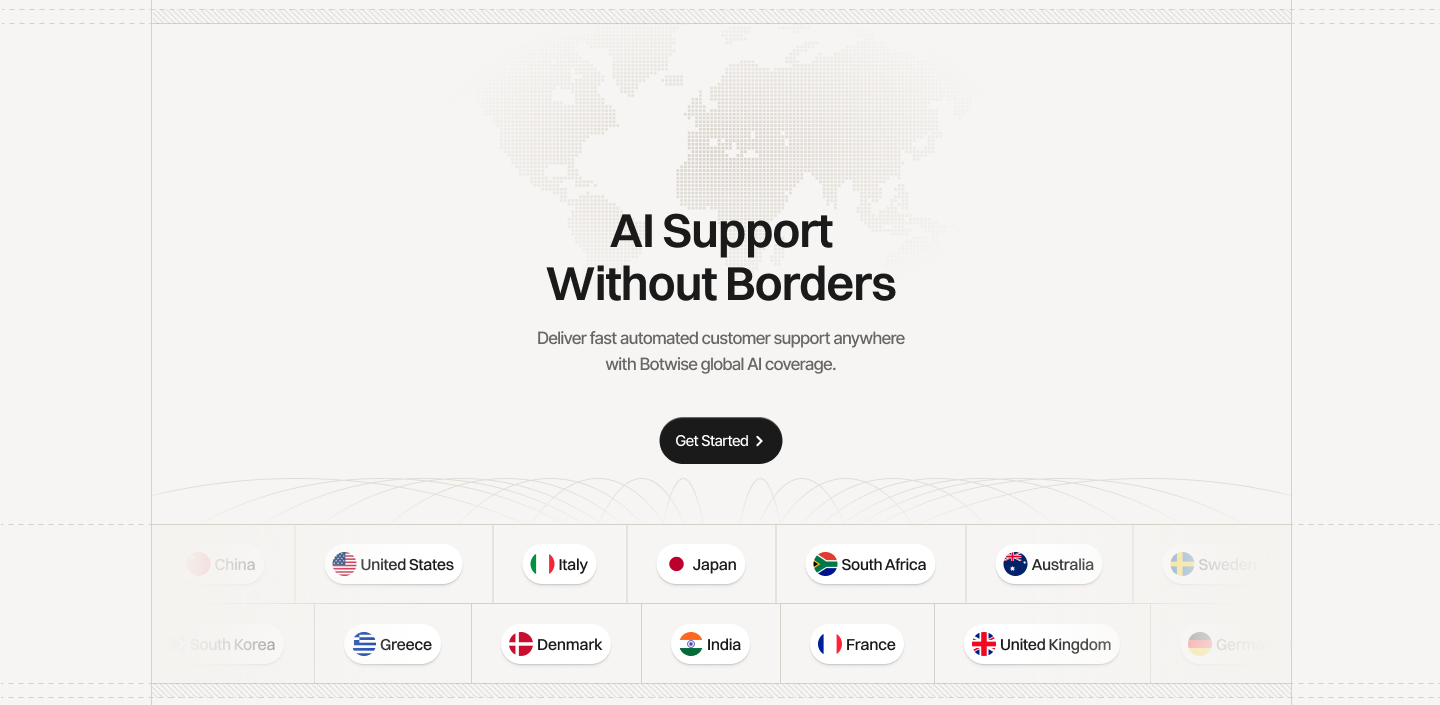 AI Support
Without Borders
Deliver fast automated customer support anywhere
with Botwise global AI coverage.
Get Started
China
United States
Italy
Japan
South Africa
Australia
Sweden
South Korea
Greece
Denmark
India
France
United Kingdom